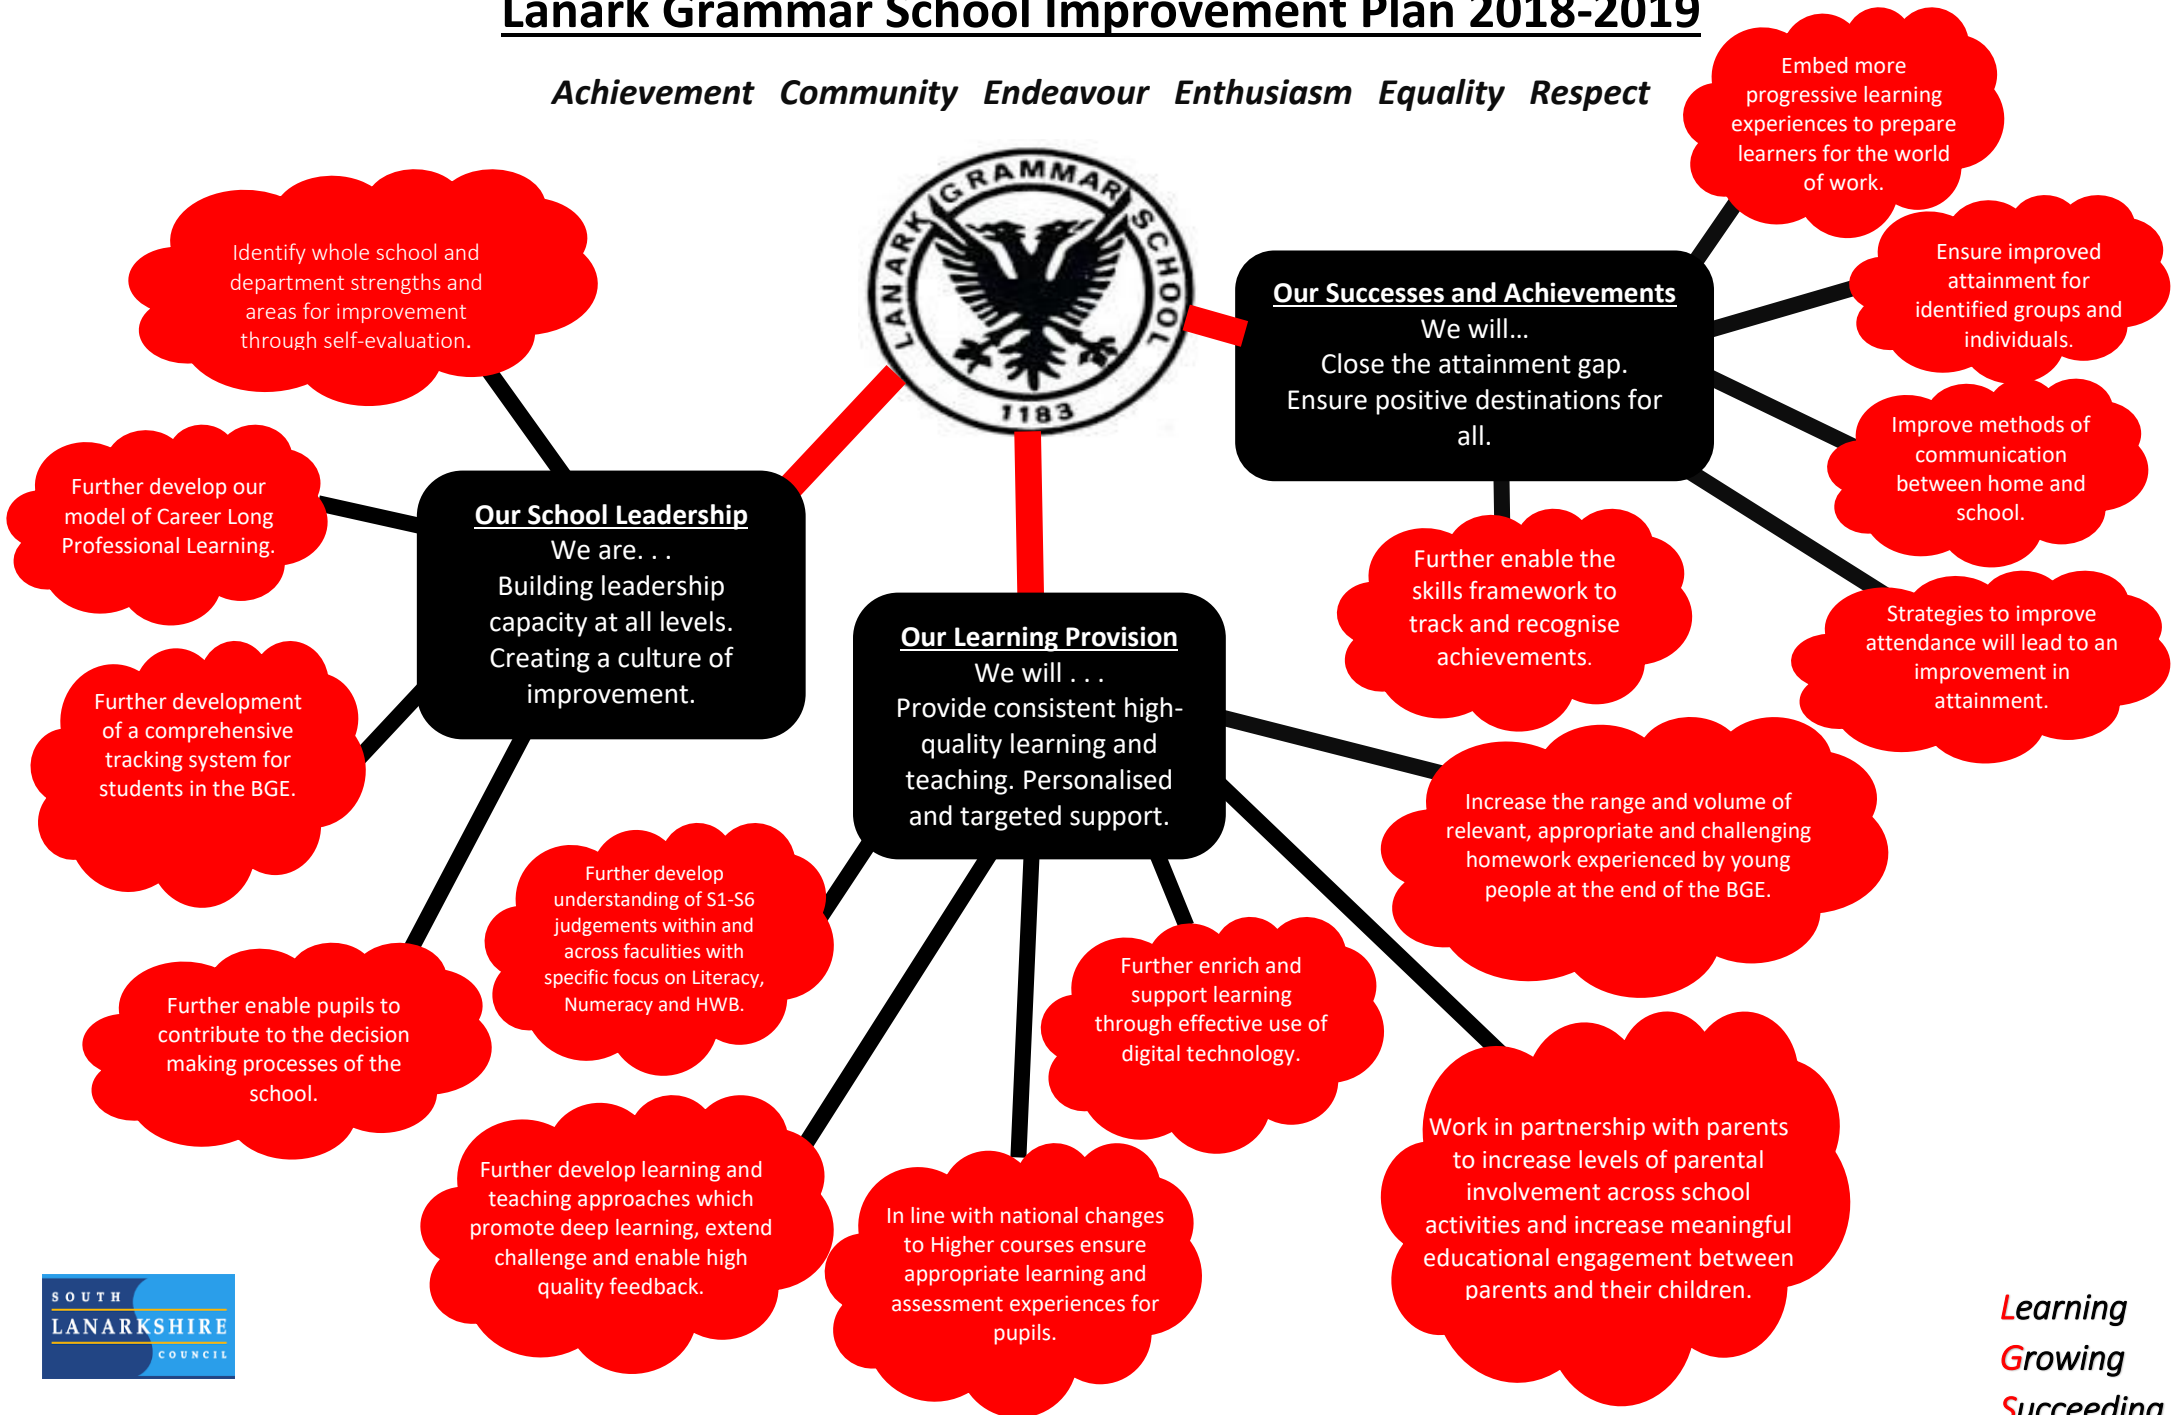 Lanark Grammar School Improvement Plan 2018-2019
Achievement Community Endeavour Enthusiasm Equality Respect
LANARK GRAMMAR SCHOOL
1183
Identify whole school and
department strengths and
areas for improvement
through self-evaluation.
Further develop our
model of Career Long
Professional Learning.
Further development
of a comprehensive
tracking system for
students in the BGE.
Further enable pupils to
contribute to the decision
making processes of the
school.
Our School Leadership
We are. . .
Building leadership
capacity at all levels.
Creating a culture of
improvement.
Our Learning Provision
We will . . .
Provide consistent high-
quality learning and
teaching. Personalised
and targeted support.
Our Successes and Achievements
We will...
Close the attainment gap.
Ensure positive destinations for
all.
Embed more
progressive learning
experiences to prepare
learners for the world
of work.
Ensure improved
attainment for
identified groups and
individuals.
Improve methods of
communication
between home and
school.
Strategies to improve
attendance will lead to an
improvement in
attainment.
Further enable the
skills framework to
track and recognise
achievements.
Increase the range and volume of
relevant, appropriate and challenging
homework experienced by young
people at the end of the BGE.
Further develop
understanding of S1-S6
judgements within and
across faculities with
specific focus on Literacy,
Numeracy and HWB.
Further enrich and
support learning
through effective use of
digital technology.
Further develop learning and
teaching approaches which
promote deep learning, extend
challenge and enable high
quality feedback.
In line with national changes
to Higher courses ensure
appropriate learning and
assessment experiences for
pupils.
Work in partnership with parents
to increase levels of parental
involvement across school
activities and increase meaningful
educational engagement between
parents and their children.
SOUTH
LANARKSHIRE
COUNCIL
Learning
Growing
Succeeding